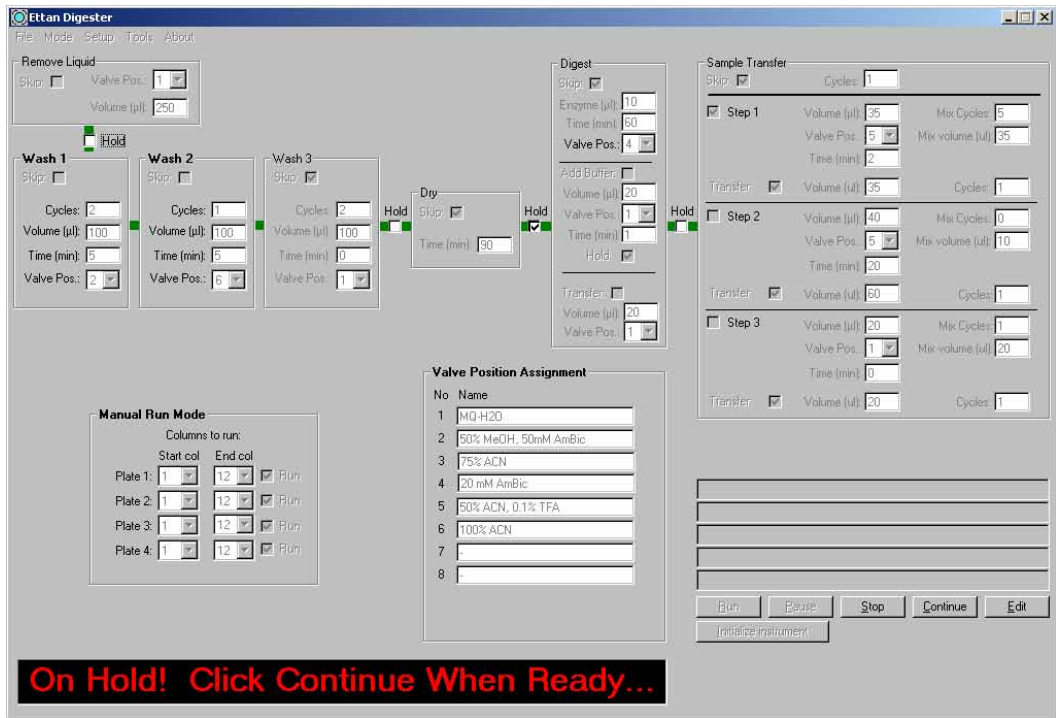 Ettan Digester
File Mode Setup Tools About
Remove Liquid
Skip: Valve Pos.: 1
Volume (µl): 250
Hold
Wash 1
Skip:
Cycles: 2
Volume (µl): 100
Time (min): 5
Valve Pos.: 2
Wash 2
Skip:
Cycles: 1
Volume (µl): 100
Time (min): 5
Valve Pos.: 6
Wash 3
Skip:
Cycles: 2
Volume (µl): 100
Time (min): 0
Valve Pos.: 1
Hold
Dry
Skip:
Time (min): 90
Hold
Digest
Skip:
Enzyme (µl): 10
Time (min): 60
Valve Pos.: 4
Add Buffer:
Volume (µl): 20
Valve Pos.: 1
Time (min): 1
Hold:
Transfer:
Volume (µl): 20
Valve Pos.: 1
Hold
Sample Transfer
Skip: Cycles: 1
Step 1 Volume (µl): 35 Mix Cycles: 5
Valve Pos.: 5 Mix volume (ul): 35
Time (min): 2
Transfer Volume (ul): 35 Cycles: 1
Step 2 Volume (µl): 40 Mix Cycles: 0
Valve Pos.: 5 Mix volume (ul): 10
Time (min): 20
Transfer Volume (ul): 60 Cycles: 1
Step 3 Volume (µl): 20 Mix Cycles: 1
Valve Pos.: 1 Mix volume (ul): 20
Time (min): 0
Transfer Volume (ul): 20 Cycles: 1
Manual Run Mode
Columns to run:
Start col End col
Plate 1: 1 12 Run
Plate 2: 1 12 Run
Plate 3: 1 12 Run
Plate 4: 1 12 Run
Valve Position Assignment
No Name
1 MQ-H2O
2 50% MeOH, 50mM AmBic
3 75% ACN
4 20 mM AmBic
5 50% ACN, 0.1% TFA
6 100% ACN
7 -
8 -
Run Pause Stop Continue Edit
Initialize instrument
On Hold! Click Continue When Ready...